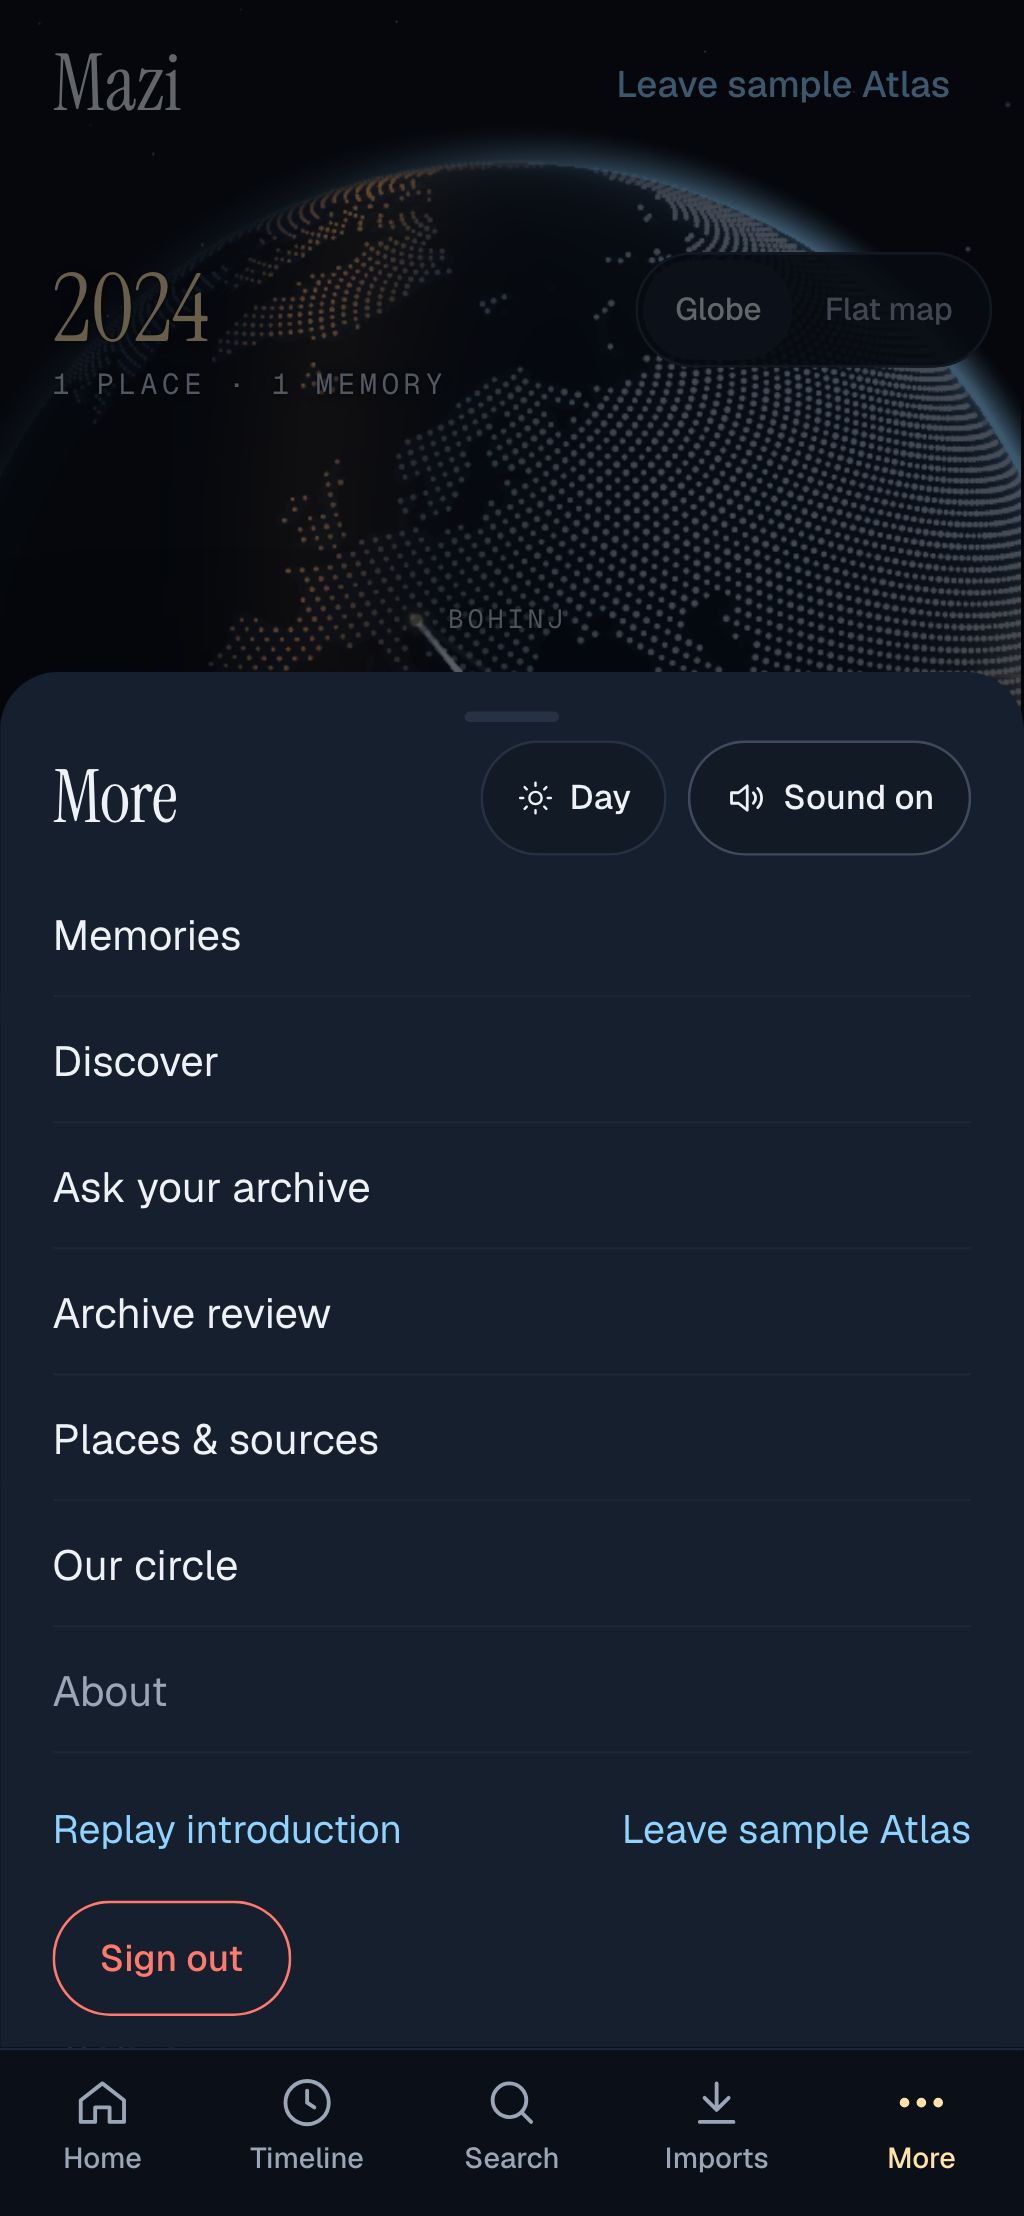 Mazi
Leave sample Atlas
2024
1 PLACE · 1 MEMORY
Globe
Flat map
BOHINJ
More
Day
Sound on
Memories
Discover
Ask your archive
Archive review
Places & sources
Our circle
About
Replay introduction
Leave sample Atlas
Sign out
Home
Timeline
Search
Imports
More